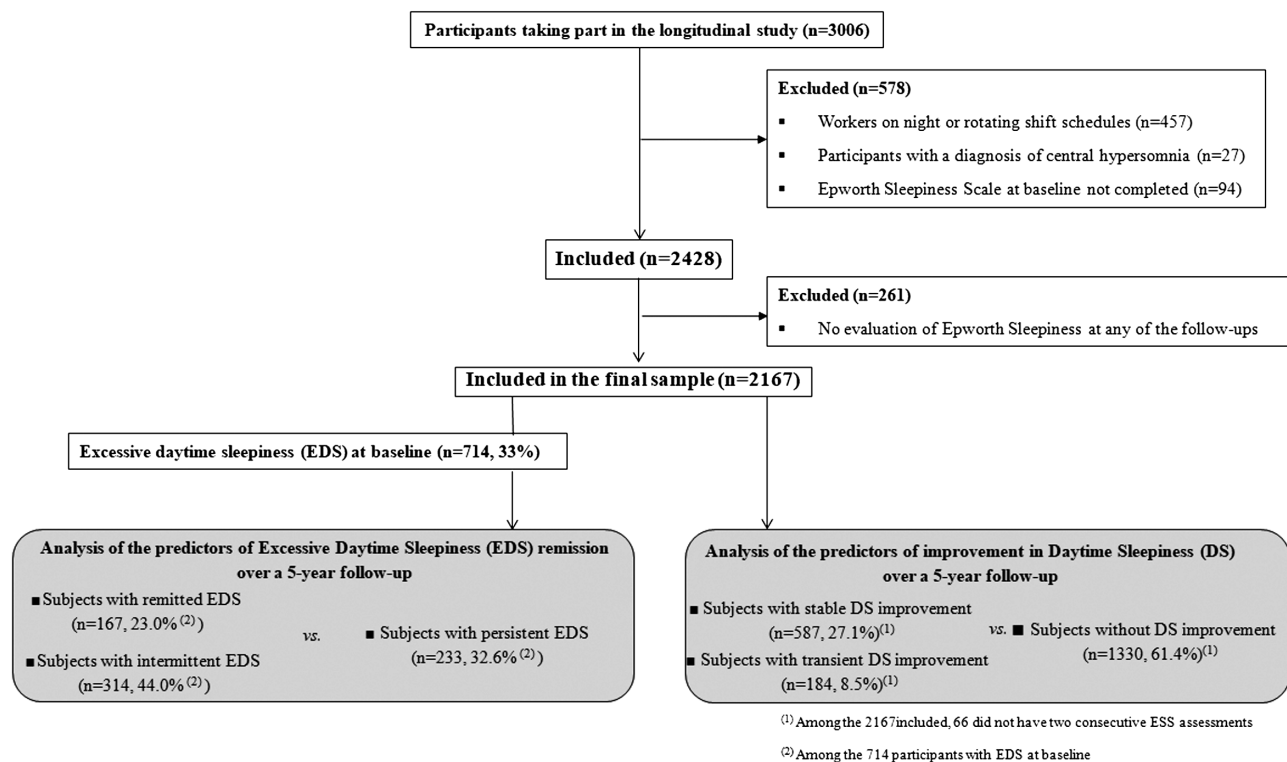 Participants taking part in the longitudinal study (n=3006)
Excluded (n=578)
▪ Workers on night or rotating shift schedules (n=457)
▪ Participants with a diagnosis of central hypersomnia (n=27)
▪ Epworth Sleepiness Scale at baseline not completed (n=94)
Included (n=2428)
Excluded (n=261)
▪ No evaluation of Epworth Sleepiness at any of the follow-ups
Included in the final sample (n=2167)
Excessive daytime sleepiness (EDS) at baseline (n=714, 33%)
Analysis of the predictors of Excessive Daytime Sleepiness (EDS) remission
over a 5-year follow-up
■ Subjects with remitted EDS
(n=167, 23.0% (2))
■ Subjects with intermittent EDS
(n=314, 44.0% (2))
vs.
■ Subjects with persistent EDS
(n=233, 32.6% (2))
Analysis of the predictors of improvement in Daytime Sleepiness (DS)
over a 5-year follow-up
■ Subjects with stable DS improvement
(n=587, 27.1%)(1)
■ Subjects with transient DS improvement
(n=184, 8.5%)(1)
vs.
■ Subjects without DS improvement
(n=1330, 61.4%)(1)
(1) Among the 2167included, 66 did not have two consecutive ESS assessments
(2) Among the 714 participants with EDS at baseline